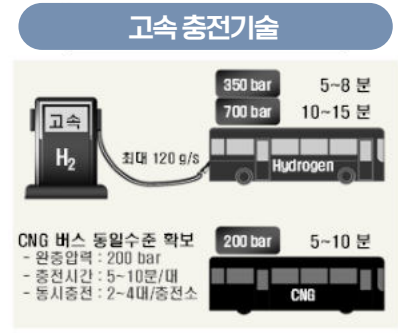 고속 충전기술
350 bar 5~8 분
700 bar 10~15 분
고속
H2
최대 120 g/s
Hydrogen
CNG 버스 동일수준 확보
- 완충압력 : 200 bar
- 충전시간 : 5~10분/대
- 동시충전 : 2~4대/충전소
200 bar 5~10 분
CNG